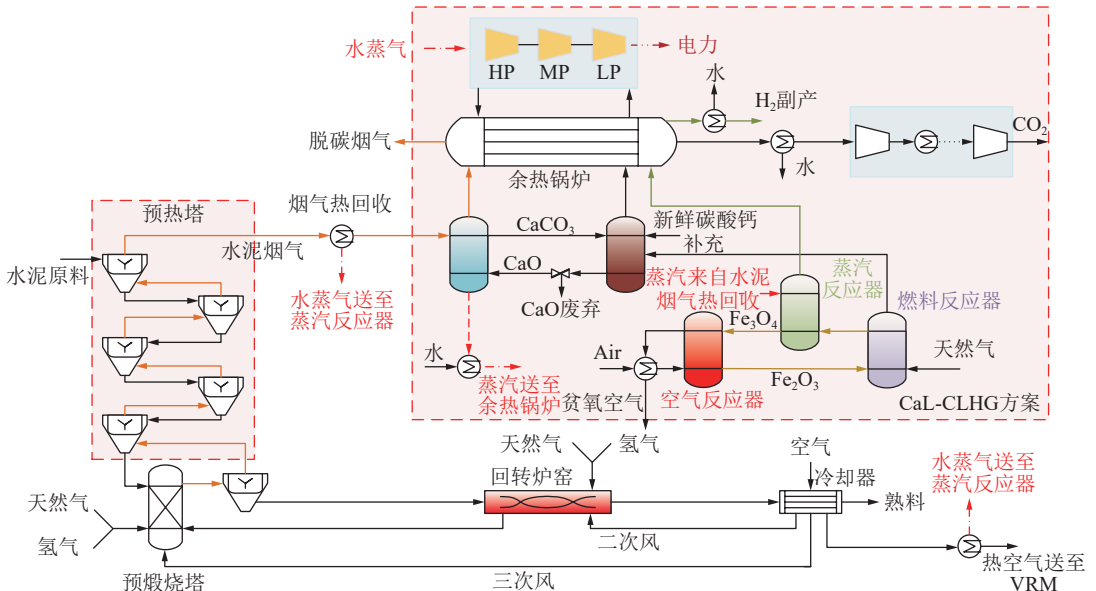 水蒸气
HP
MP
LP
电力
水
H₂副产
脱碳烟气
余热锅炉
水
CO₂
预热塔
烟气热回收
水泥烟气
CaCO₃
新鲜碳酸钙
补充
水泥原料
CaO
CaO废弃
水蒸气送至
蒸汽反应器
蒸汽来自水泥
烟气热回收
蒸汽
反应器
燃料反应器
Fe₃O₄
水
Air
天然气
蒸汽送至
余热锅炉
Fe₂O₃
贫氧空气
空气反应器
CaL-CLHG方案
天然气
氢气
空气
回转炉窑
冷却器
水蒸气送至
蒸汽反应器
天然气
熟料
氢气
二次风
预煅烧塔
三次风
热空气送至
VRM